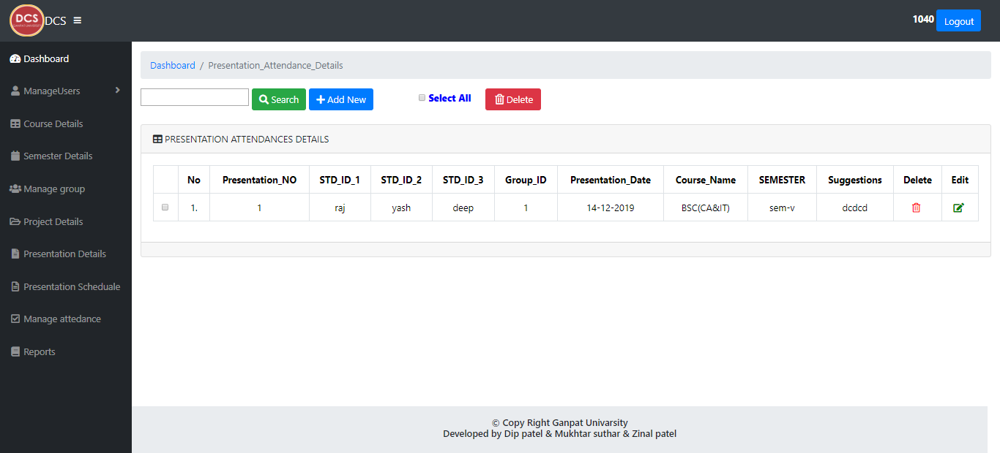 DCS
GANPAT UNIVERSITY
DCS
1040 Logout
Dashboard
ManageUsers
Course Details
Semester Details
Manage group
Project Details
Presentation Details
Presentation Scheduale
Manage attedance
Reports
Dashboard / Presentation_Attendance_Details
Search Add New Select All Delete
PRESENTATION ATTENDANCES DETAILS
No Presentation_NO STD_ID_1 STD_ID_2 STD_ID_3 Group_ID Presentation_Date Course_Name SEMESTER Suggestions Delete Edit
1. 1 raj yash deep 1 14-12-2019 BSC(CA&IT) sem-v dcdcd
© Copy Right Ganpat Univarsity
Developed by Dip patel & Mukhtar suthar & Zinal patel